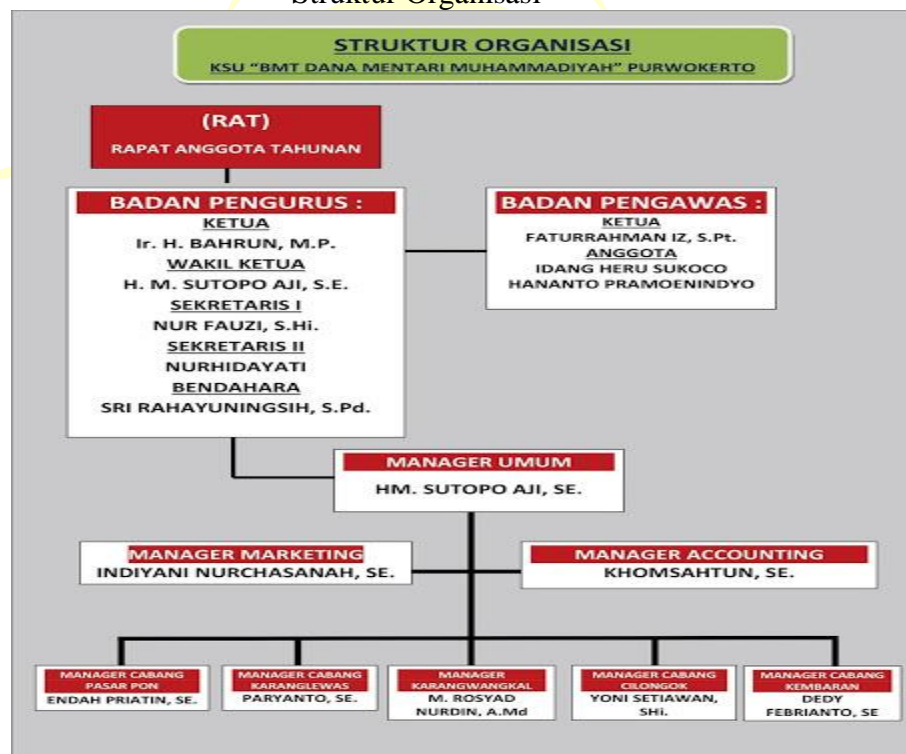 Struktur Organisasi
STRUKTUR ORGANISASI
KSU "BMT DANA MENTARI MUHAMMADIYAH" PURWOKERTO
(RAT)
RAPAT ANGGOTA TAHUNAN
BADAN PENGURUS :
KETUA
Ir. H. BAHRUN, M.P.
WAKIL KETUA
H. M. SUTOPO AJI, S.E.
SEKRETARIS I
NUR FAUZI, S.Hi.
SEKRETARIS II
NURHIDAYATI
BENDAHARA
SRI RAHAYUNINGSIH, S.Pd.
BADAN PENGAWAS :
KETUA
FATURRAHMAN IZ, S.Pt.
ANGGOTA
IDANG HERU SUKOCO
HANANTO PRAMOENINDYO
MANAGER UMUM
HM. SUTOPO AJI, SE.
MANAGER MARKETING
INDIYANI NURCHASANAH, SE.
MANAGER ACCOUNTING
KHOMSAHTUN, SE.
MANAGER CABANG
PASAR PON
ENDAH PRIATIN, SE.
MANAGER CABANG
KARANGLEWAS
PARYANTO, SE.
MANAGER
KARANGWANGKAL
M. ROSYAD
NURDIN, A.Md
MANAGER CABANG
CILONGOK
YONI SETIAWAN,
SHi.
MANAGER CABANG
KEMBARAN
DEDY
FEBRIANTO, SE